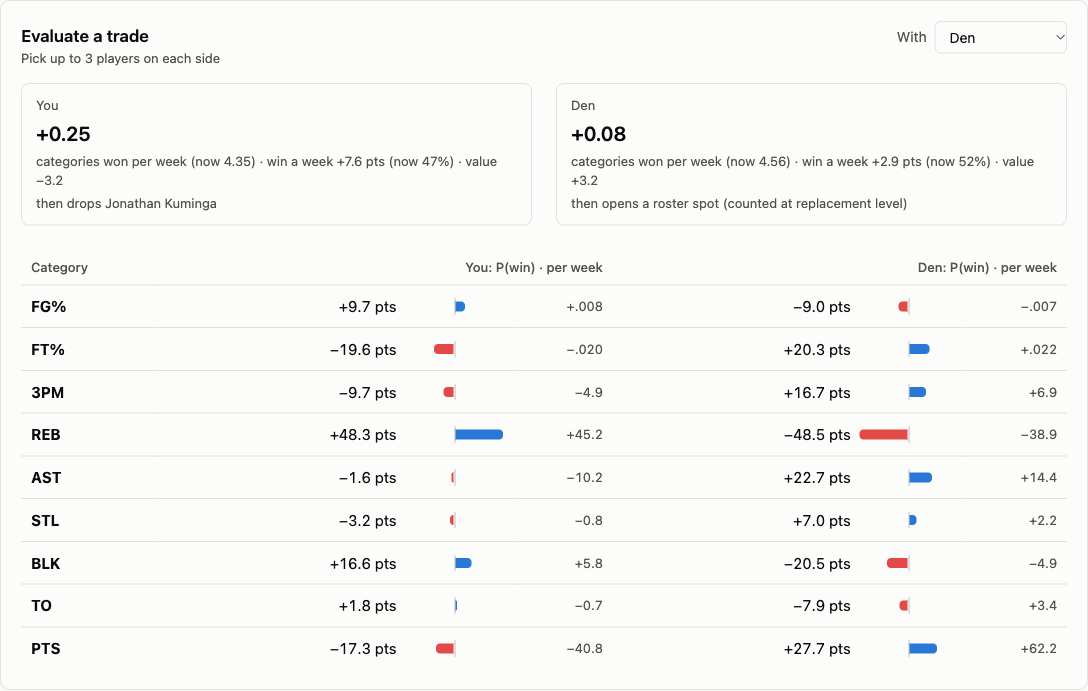 Evaluate a trade
With Den
Pick up to 3 players on each side
You
+0.25
categories won per week (now 4.35) · win a week +7.6 pts (now 47%) · value
−3.2
then drops Jonathan Kuminga
Den
+0.08
categories won per week (now 4.56) · win a week +2.9 pts (now 52%) · value
+3.2
then opens a roster spot (counted at replacement level)
Category You: P(win) · per week Den: P(win) · per week
FG% +9.7 pts +.008 −9.0 pts −.007
FT% −19.6 pts −.020 +20.3 pts +.022
3PM −9.7 pts −4.9 +16.7 pts +6.9
REB +48.3 pts +45.2 −48.5 pts −38.9
AST −1.6 pts −10.2 +22.7 pts +14.4
STL −3.2 pts −0.8 +7.0 pts +2.2
BLK +16.6 pts +5.8 −20.5 pts −4.9
TO +1.8 pts −0.7 −7.9 pts +3.4
PTS −17.3 pts −40.8 +27.7 pts +62.2